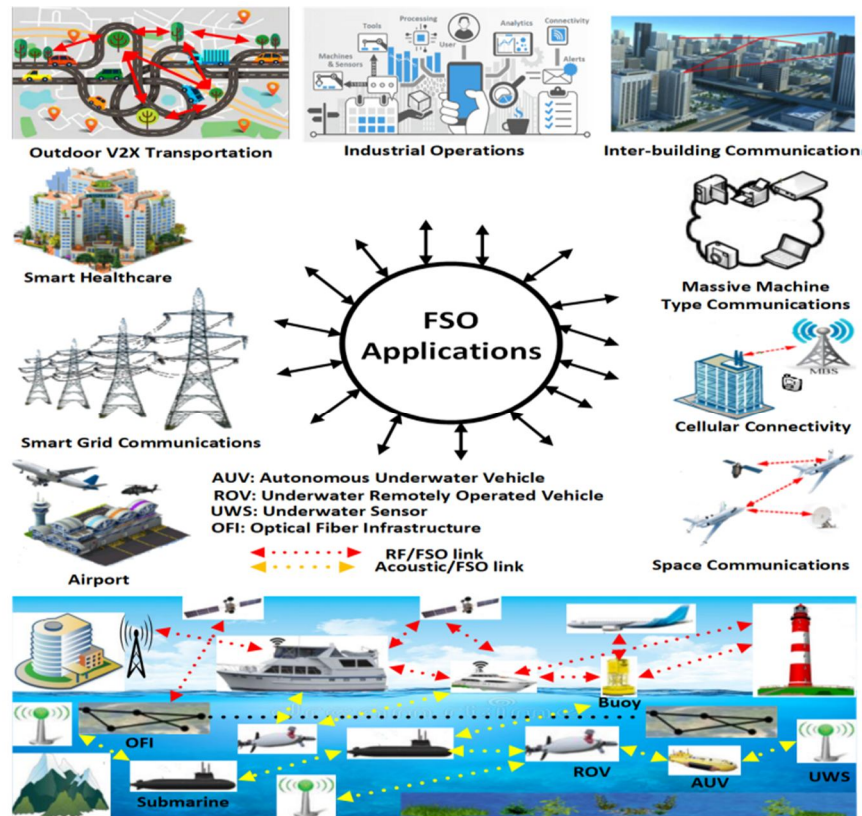 Tools
Processing
User
Analytics
Connectivity
Machines
& Sensors
Alerts
Outdoor V2X Transportation
Industrial Operations
Inter-building Communication
Smart Healthcare
Massive Machine
Type Communications
FSO
Applications
MBS
Smart Grid Communications
Cellular Connectivity
AUV: Autonomous Underwater Vehicle
ROV: Underwater Remotely Operated Vehicle
UWS: Underwater Sensor
OFI: Optical Fiber Infrastructure
RF/FSO link
Acoustic/FSO link
Airport
Space Communications
Buoy
OFI
ROV
AUV
UWS
Submarine